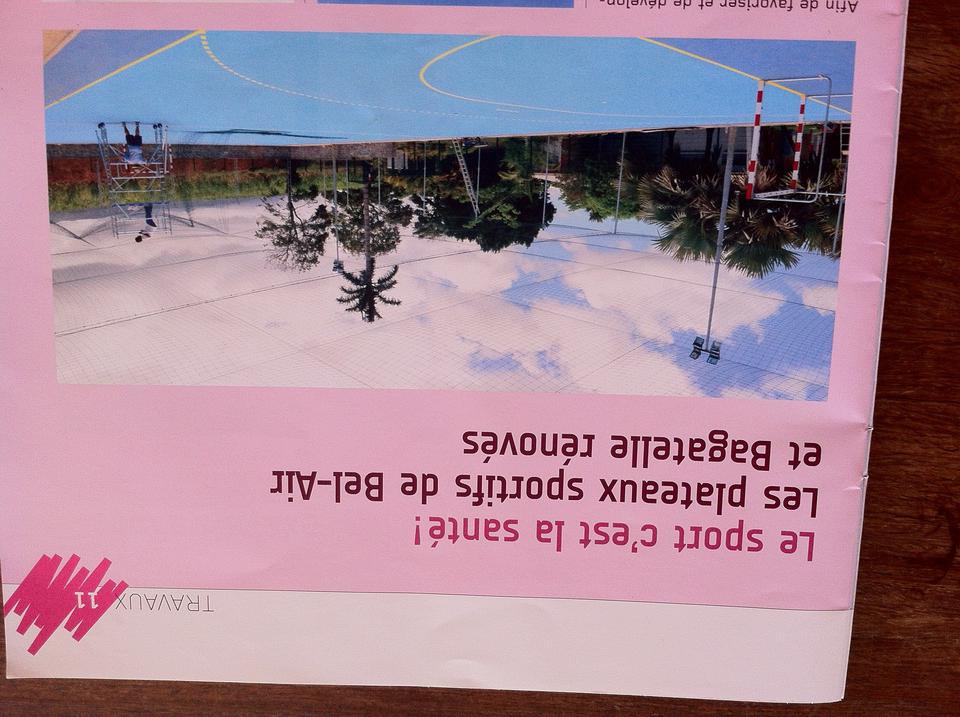 TRAVAUX 11
Le sport c'est la santé!
Les plateaux sportifs de Bel-Air
et Bagatelle rénovés
Afin de favoriser et de dévelop-